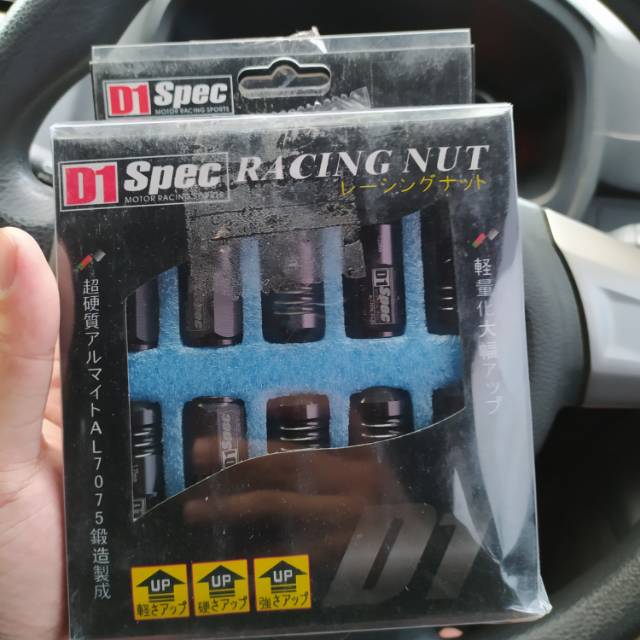 D1 Spec
MOTOR RACING SPORTS
D1 Spec
MOTOR RACING SPORTS
RACING NUT
レーシングナット
超硬質アルマイトAL7075鍛造製成
軽量化大幅アップ
D1 Spec
Spec
D1
UP
軽さアップ
UP
硬さアップ
UP
強さアップ